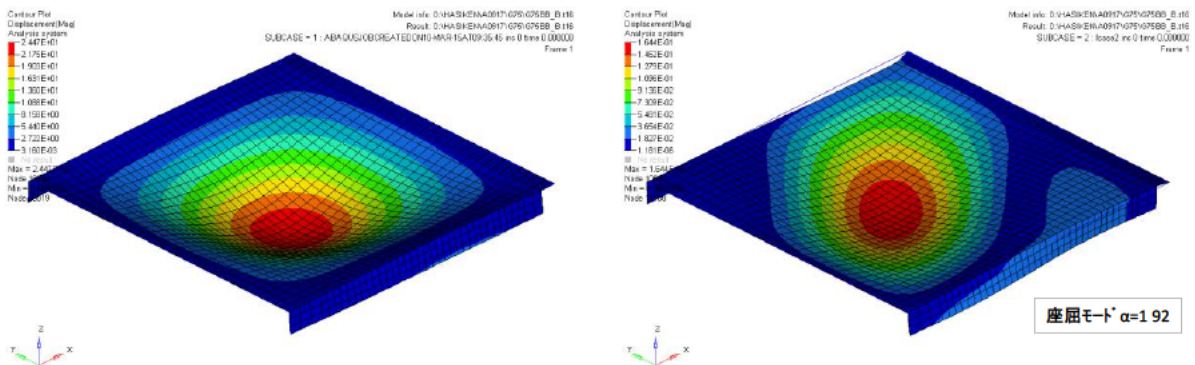 Contour Plot
Displacement(Mag)
Analysis system
2.447E+01
2.175E+01
1.903E+01
1.631E+01
1.360E+01
1.088E+01
8.158E+00
5.440E+00
2.722E+00
3.160E-03
No result
Max = 2.447
Node
Min =
Node
Model info: D:\HASIKEN\A0917\G75\G75BB_B.t16
Result: D:\HASIKEN\A0917\G75\G75BB_B.t16
SUBCASE = 1 : ABAQUSJOBCREATEDON10-MAR-15AT09:35:45 inc 0 time 0.000000
Frame 1
Z
Y
X
Contour Plot
Displacement(Mag)
Analysis system
1.644E-01
1.462E-01
1.279E-01
1.096E-01
9.136E-02
7.309E-02
5.481E-02
3.654E-02
1.827E-02
1.181E-06
No result
Max =
Node
Min =
Node
Model info: D:\HASIKEN\A0917\G75\G75BB_B.t16
Result: D:\HASIKEN\A0917\G75\G75BB_B.t16
SUBCASE = 2 : lcase2 inc 0 time 0.000000
Frame 1
Z
Y
X
座屈ﾓｰﾄﾞ α=1 92